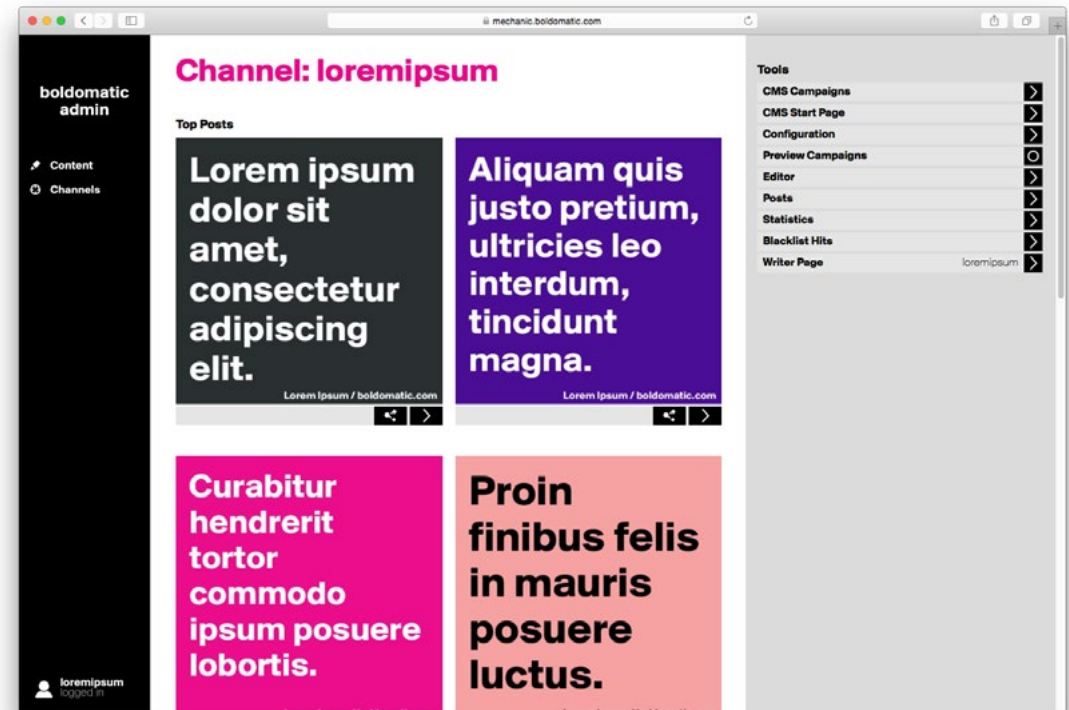 mechanic.boldomatic.com
boldomatic
admin
Content
Channels
loremipsum
logged in
Channel: loremipsum
Top Posts
Lorem ipsum
dolor sit
amet,
consectetur
adipiscing
elit.
Lorem Ipsum / boldomatic.com
Aliquam quis
justo pretium,
ultricies leo
interdum,
tincidunt
magna.
Lorem Ipsum / boldomatic.com
Curabitur
hendrerit
tortor
commodo
ipsum posuere
lobortis.
Proin
finibus felis
in mauris
posuere
luctus.
Tools
CMS Campaigns
CMS Start Page
Configuration
Preview Campaigns
Editor
Posts
Statistics
Blacklist Hits
Writer Page loremipsum